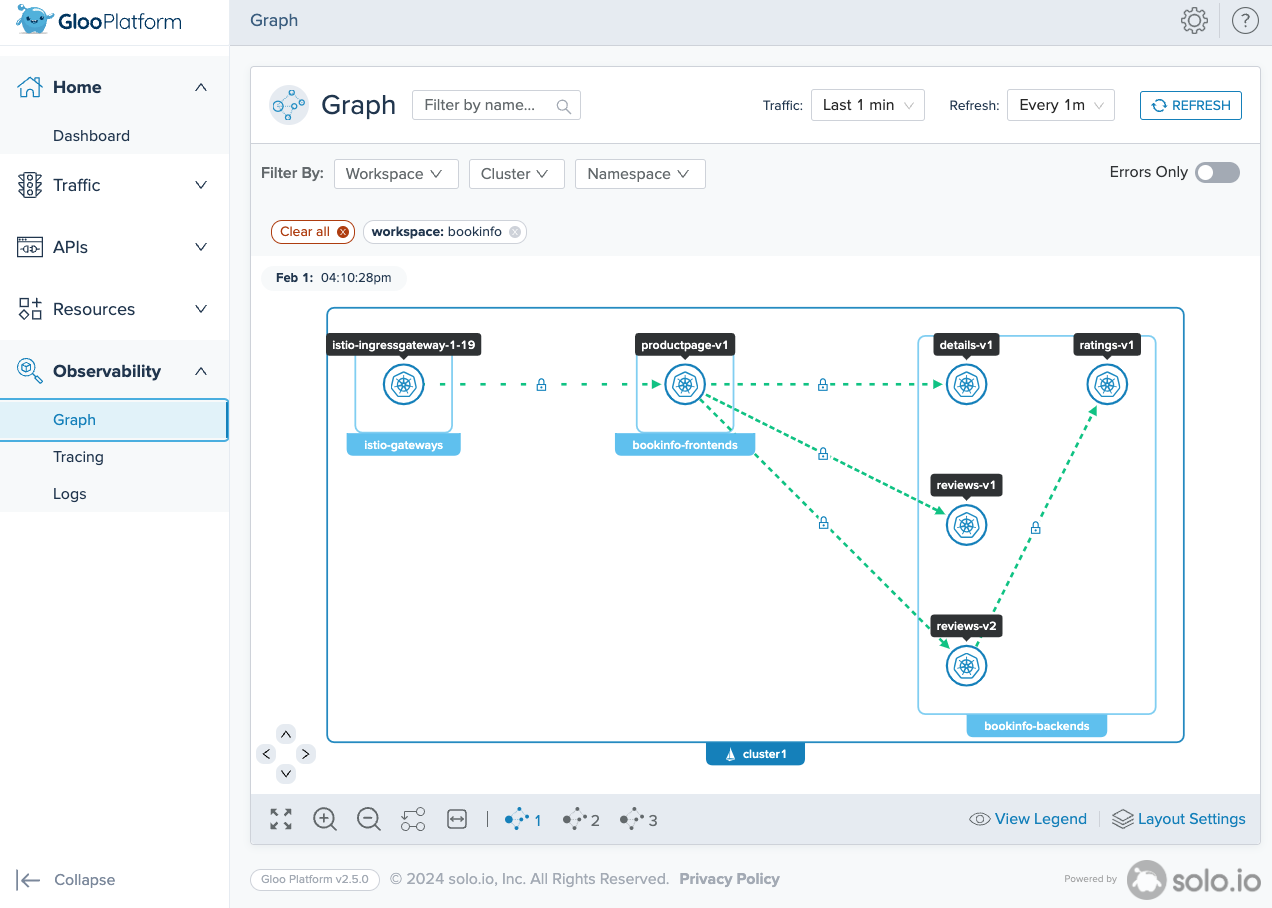 GlooPlatform
Graph
?
Home
Dashboard
Traffic
APIs
Resources
Observability
Graph
Tracing
Logs
Collapse
Graph
Filter by name...
Traffic: Last 1 min
Refresh: Every 1m
REFRESH
Filter By: Workspace Cluster Namespace
Errors Only
Clear all
workspace: bookinfo
Feb 1: 04:10:28pm
istio-ingressgateway-1-19
productpage-v1
details-v1
ratings-v1
istio-gateways
bookinfo-frontends
reviews-v1
reviews-v2
bookinfo-backends
cluster1
1 2 3
View Legend
Layout Settings
Gloo Platform v2.5.0
© 2024 solo.io, Inc. All Rights Reserved. Privacy Policy
Powered by
solo.io